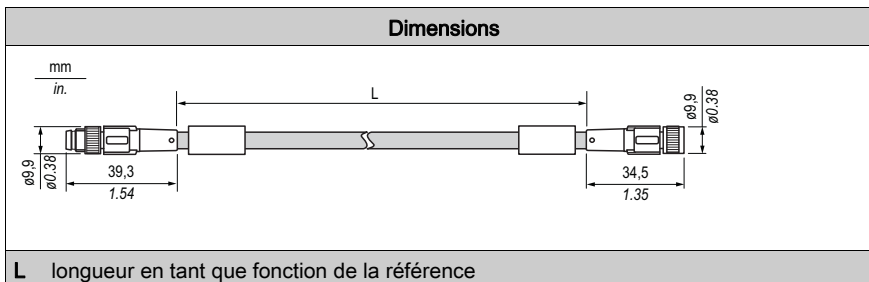 Dimensions
mm
in.
L
ø9,9
ø0.38
39,3
1.54
34,5
1.35
ø9,9
ø0.38
L longueur en tant que fonction de la référence